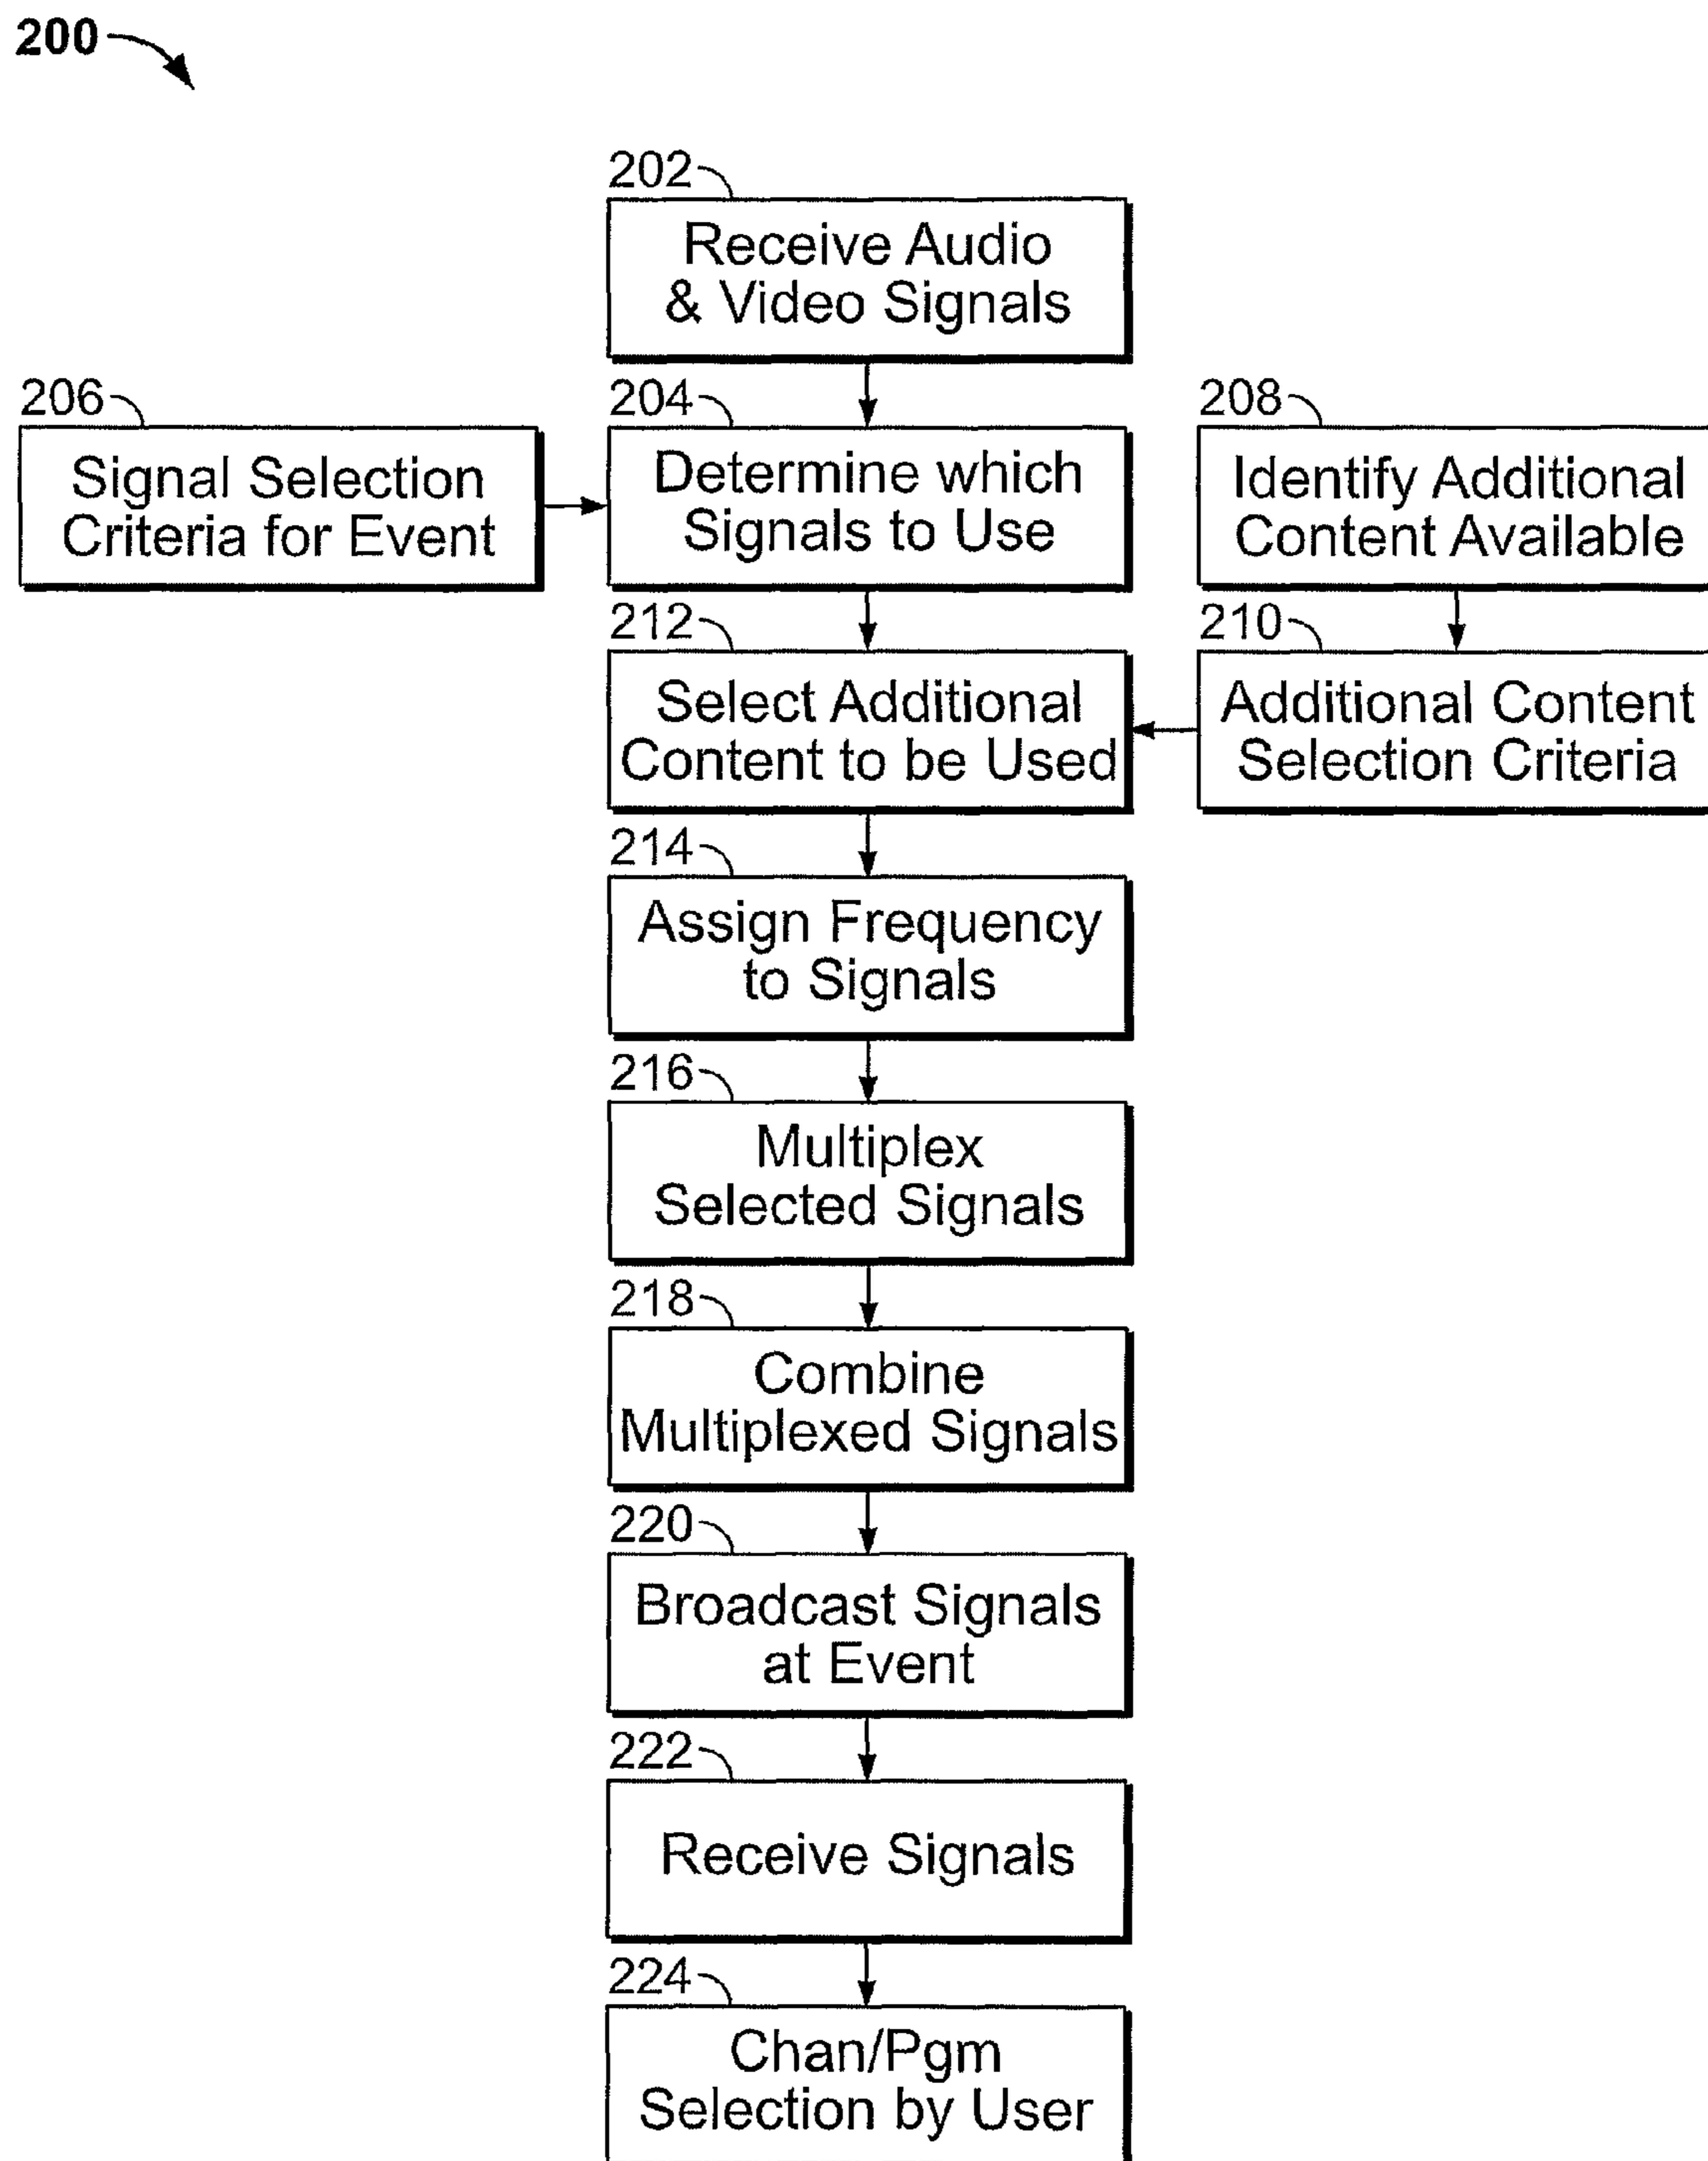 200
202
Receive Audio
& Video Signals
206
Signal Selection
Criteria for Event
204
Determine which
Signals to Use
208
Identify Additional
Content Available
212
Select Additional
Content to be Used
210
Additional Content
Selection Criteria
214
Assign Frequency
to Signals
216
Multiplex
Selected Signals
218
Combine
Multiplexed Signals
220
Broadcast Signals
at Event
222
Receive Signals
224
Chan/Pgm
Selection by User